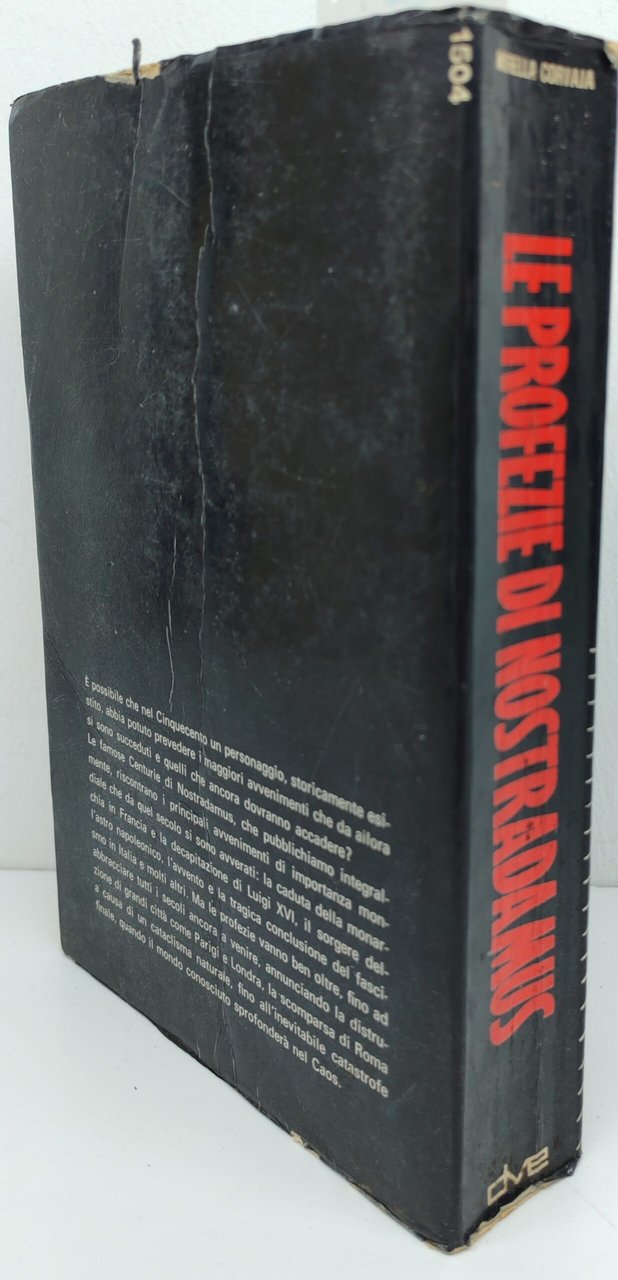 1504
MIRELLA CORVAIA
LE PROFEZIE DI NOSTRADAMUS
DVE
È possibile che nel Cinquecento un personaggio, storicamente esi-
stito, abbia potuto prevedere i maggiori avvenimenti che da allora
si sono succeduti e quelli che ancora dovranno accadere?
Le famose Centurie di Nostradamus, che pubblichiamo integral-
mente, riscontrano i principali avvenimenti di importanza mon-
diale che da quel secolo si sono avverati: la caduta della monar-
chia in Francia e la decapitazione di Luigi XVI, il sorgere del-
l'astro napoleonico, l'avvento e la tragica conclusione del fasci-
smo in Italia e molti altri. Ma le profezie vanno ben oltre, fino ad
abbracciare tutti i secoli ancora a venire, annunciando la distru-
zione di grandi città come Parigi e Londra, la scomparsa di Roma
a causa di un cataclisma naturale, fino all'inevitabile catastrofe
finale, quando il mondo conosciuto sprofonderà nel Caos.